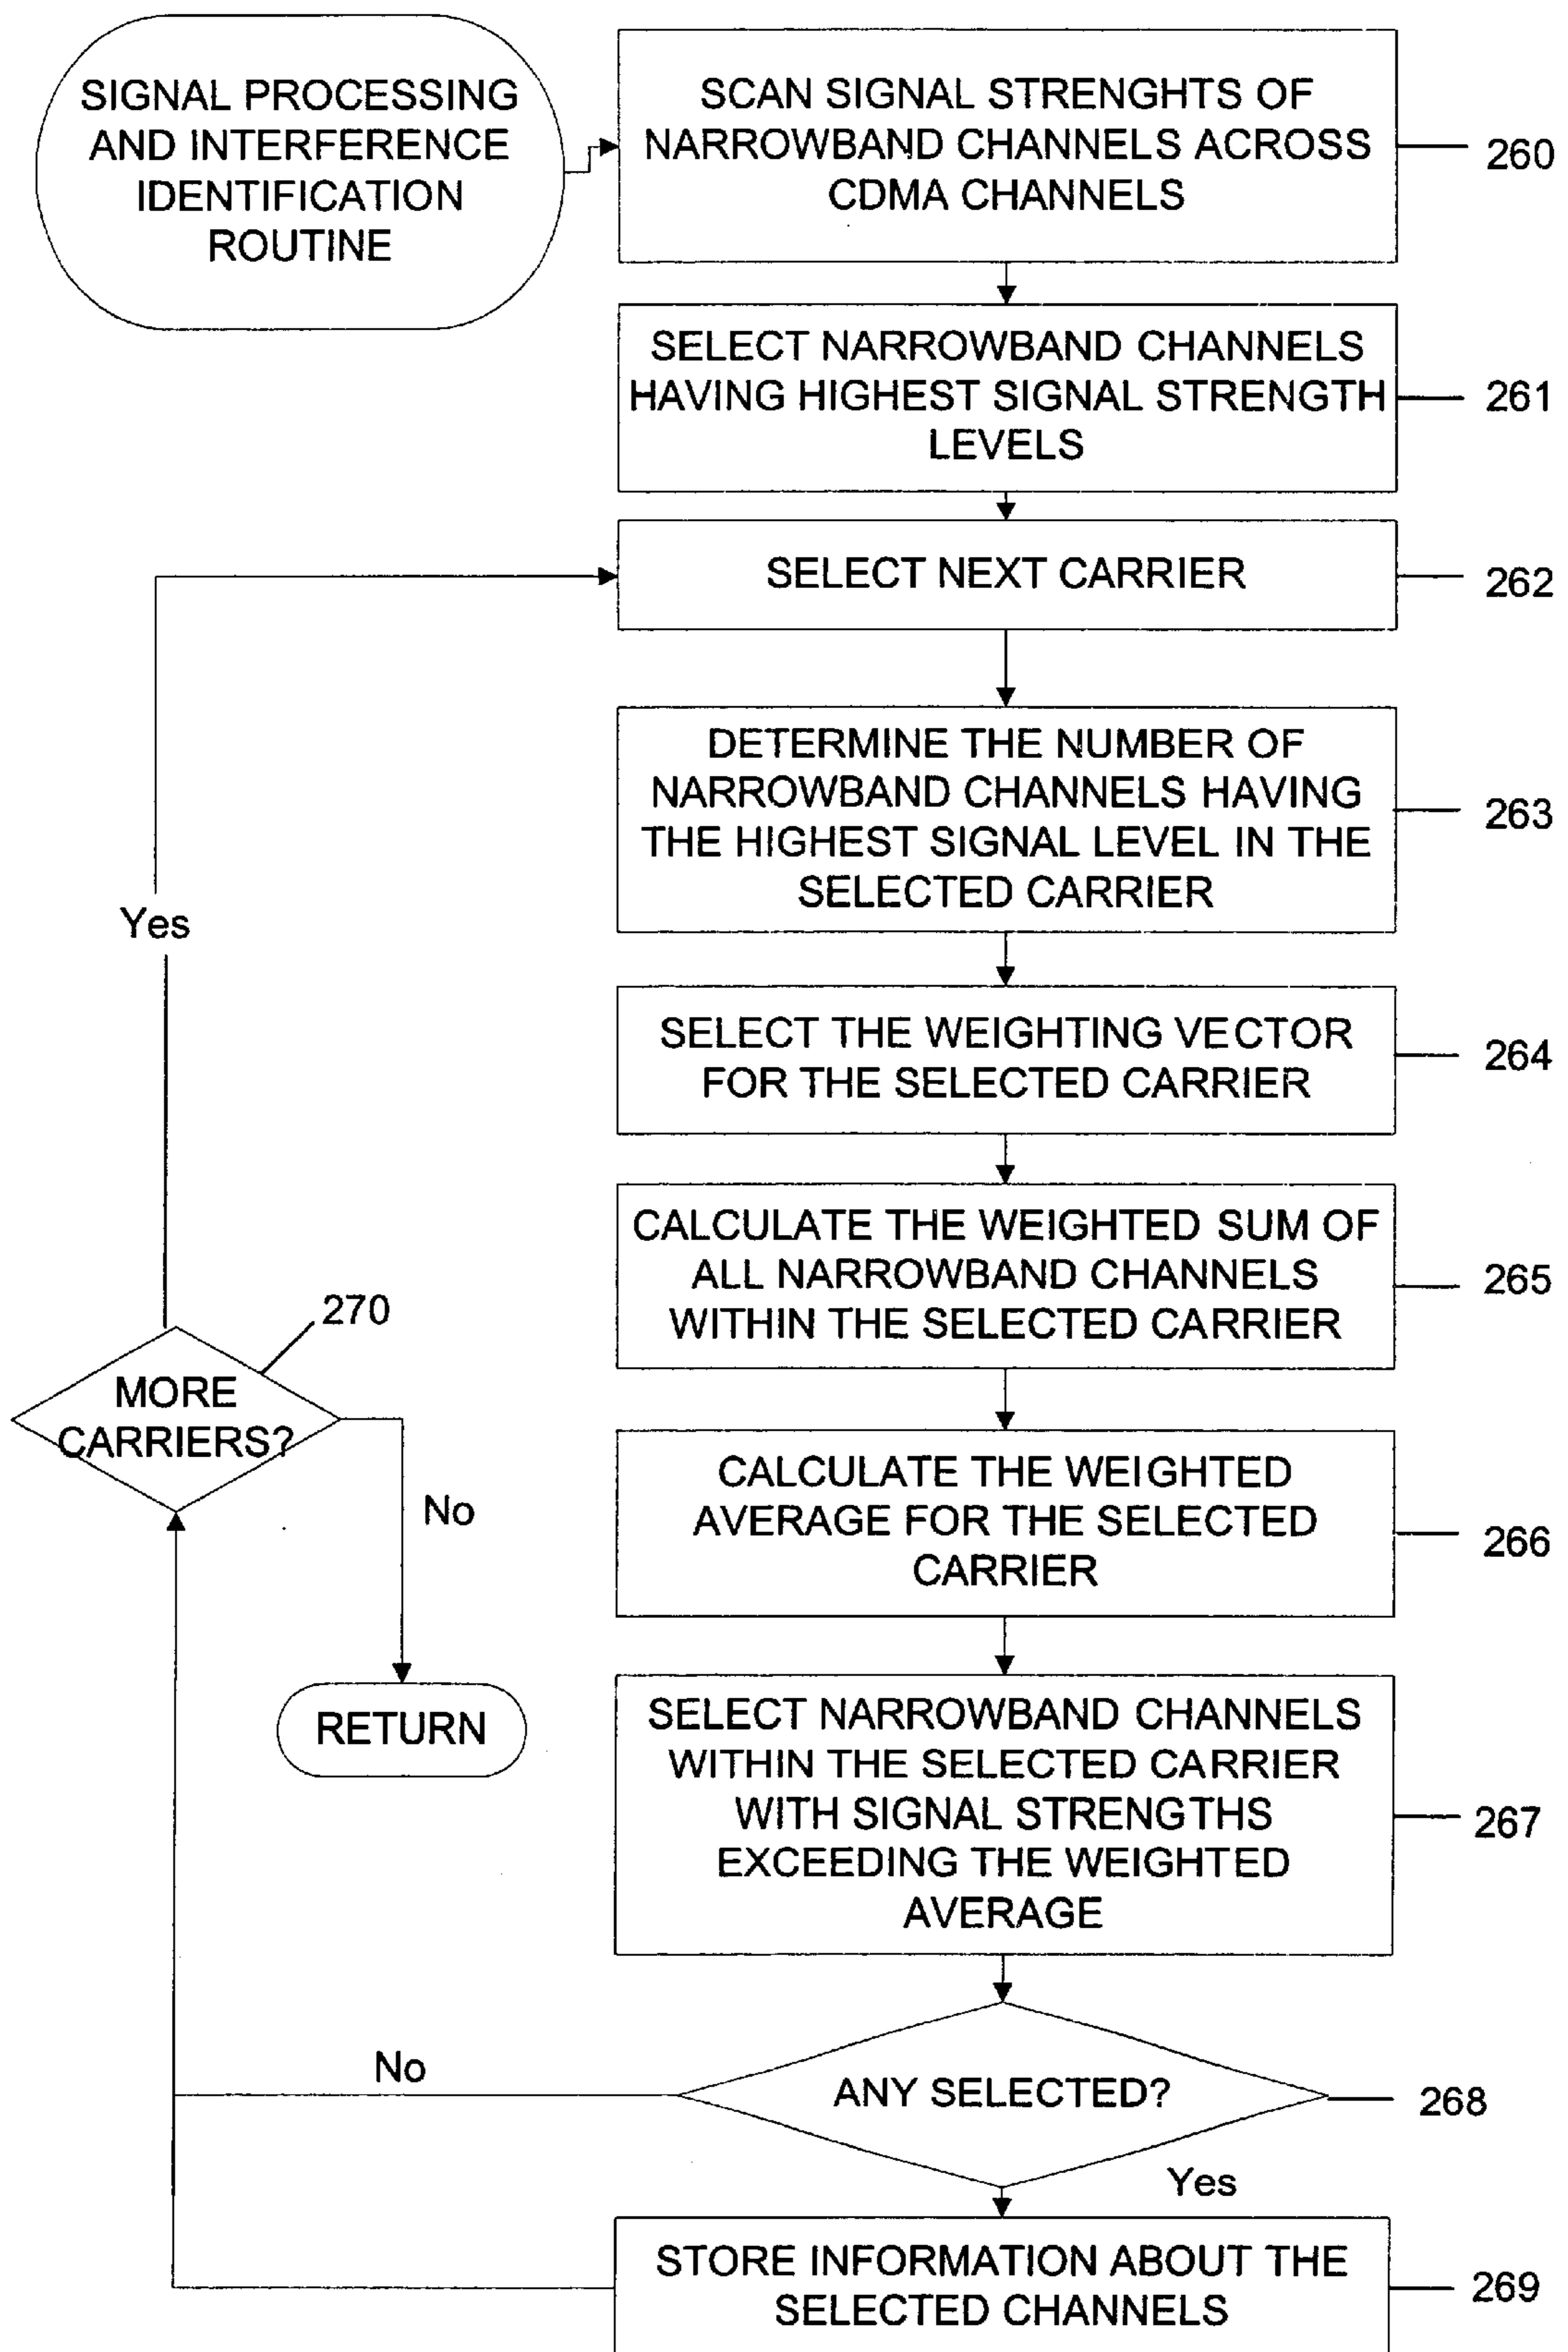 SIGNAL PROCESSING
AND INTERFERENCE
IDENTIFICATION
ROUTINE
SCAN SIGNAL STRENGHTS OF
NARROWBAND CHANNELS ACROSS
CDMA CHANNELS
260
SELECT NARROWBAND CHANNELS
HAVING HIGHEST SIGNAL STRENGTH
LEVELS
261
SELECT NEXT CARRIER
262
DETERMINE THE NUMBER OF
NARROWBAND CHANNELS HAVING
THE HIGHEST SIGNAL LEVEL IN THE
SELECTED CARRIER
263
Yes
SELECT THE WEIGHTING VECTOR
FOR THE SELECTED CARRIER
264
CALCULATE THE WEIGHTED SUM OF
ALL NARROWBAND CHANNELS
WITHIN THE SELECTED CARRIER
265
270
MORE
CARRIERS?
No
CALCULATE THE WEIGHTED
AVERAGE FOR THE SELECTED
CARRIER
266
RETURN
SELECT NARROWBAND CHANNELS
WITHIN THE SELECTED CARRIER
WITH SIGNAL STRENGTHS
EXCEEDING THE WEIGHTED
AVERAGE
267
No
ANY SELECTED?
268
Yes
STORE INFORMATION ABOUT THE
SELECTED CHANNELS
269